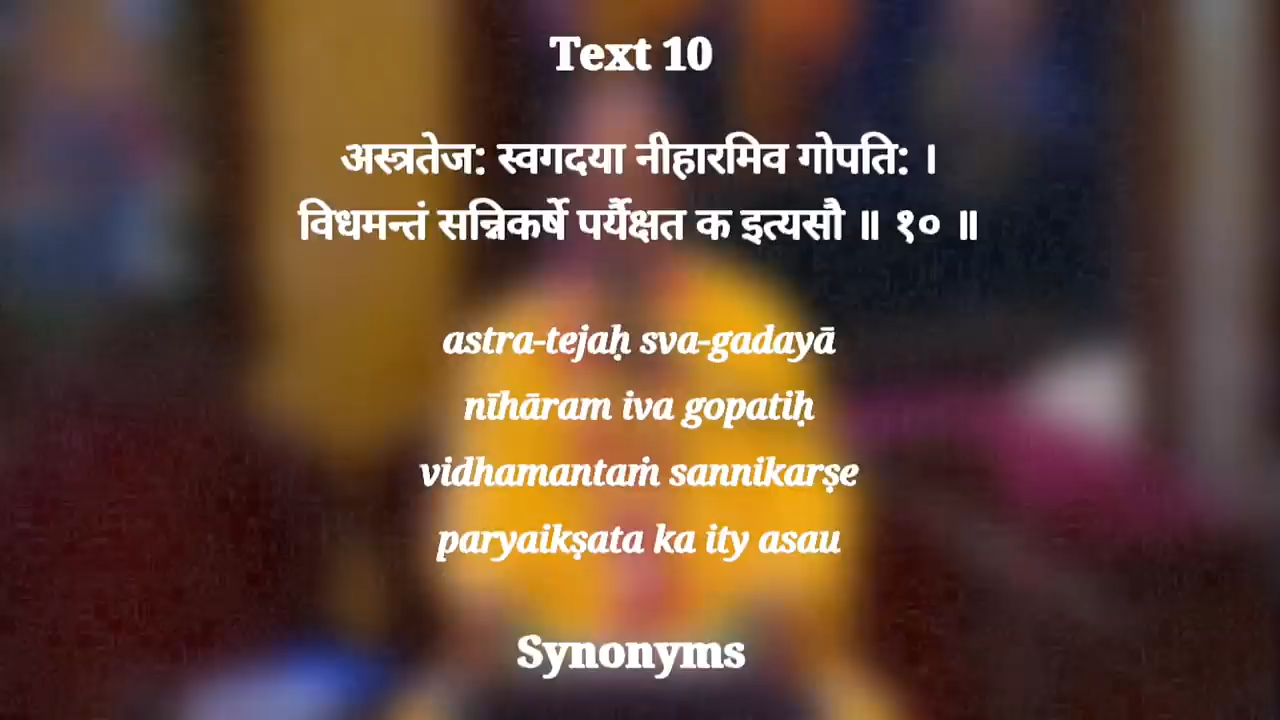 Text 10
अस्त्रतेज: स्वगदया नीहारमिव गोपति: ।
विधमन्तं सन्निकर्षे पर्यैक्षत क इत्यसौ ॥ १० ॥
astra-tejaḥ sva-gadayā
nīhāram iva gopatiḥ
vidhamantaṁ sannikarṣe
paryaikṣata ka ity asau
Synonyms